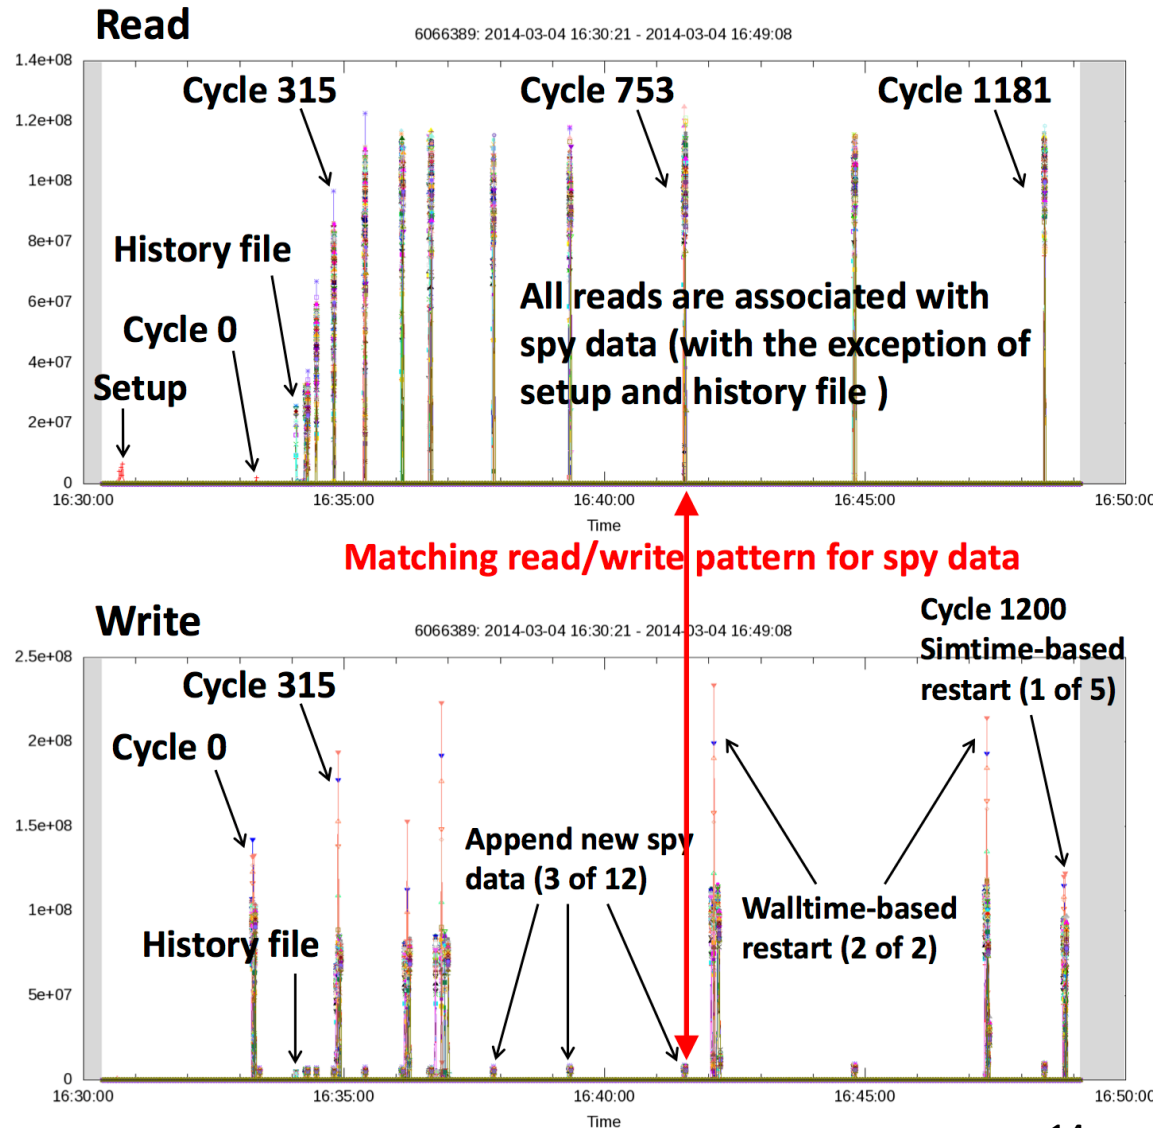 Read
6066389: 2014-03-04 16:30:21 - 2014-03-04 16:49:08
1.4e+08
1.2e+08
1e+08
8e+07
6e+07
4e+07
2e+07
0
Cycle 315
Cycle 753
Cycle 1181
History file
Cycle 0
Setup
All reads are associated with
spy data (with the exception of
setup and history file )
16:30:00
16:35:00
16:40:00
16:45:00
16:50:00
Time
Matching read/write pattern for spy data
Write
6066389: 2014-03-04 16:30:21 - 2014-03-04 16:49:08
Cycle 1200
Simtime-based
restart (1 of 5)
2.5e+08
2e+08
1.5e+08
1e+08
5e+07
0
Cycle 315
Cycle 0
Append new spy
data (3 of 12)
Walltime-based
restart (2 of 2)
History file
16:30:00
16:35:00
16:40:00
16:45:00
16:50:00
Time